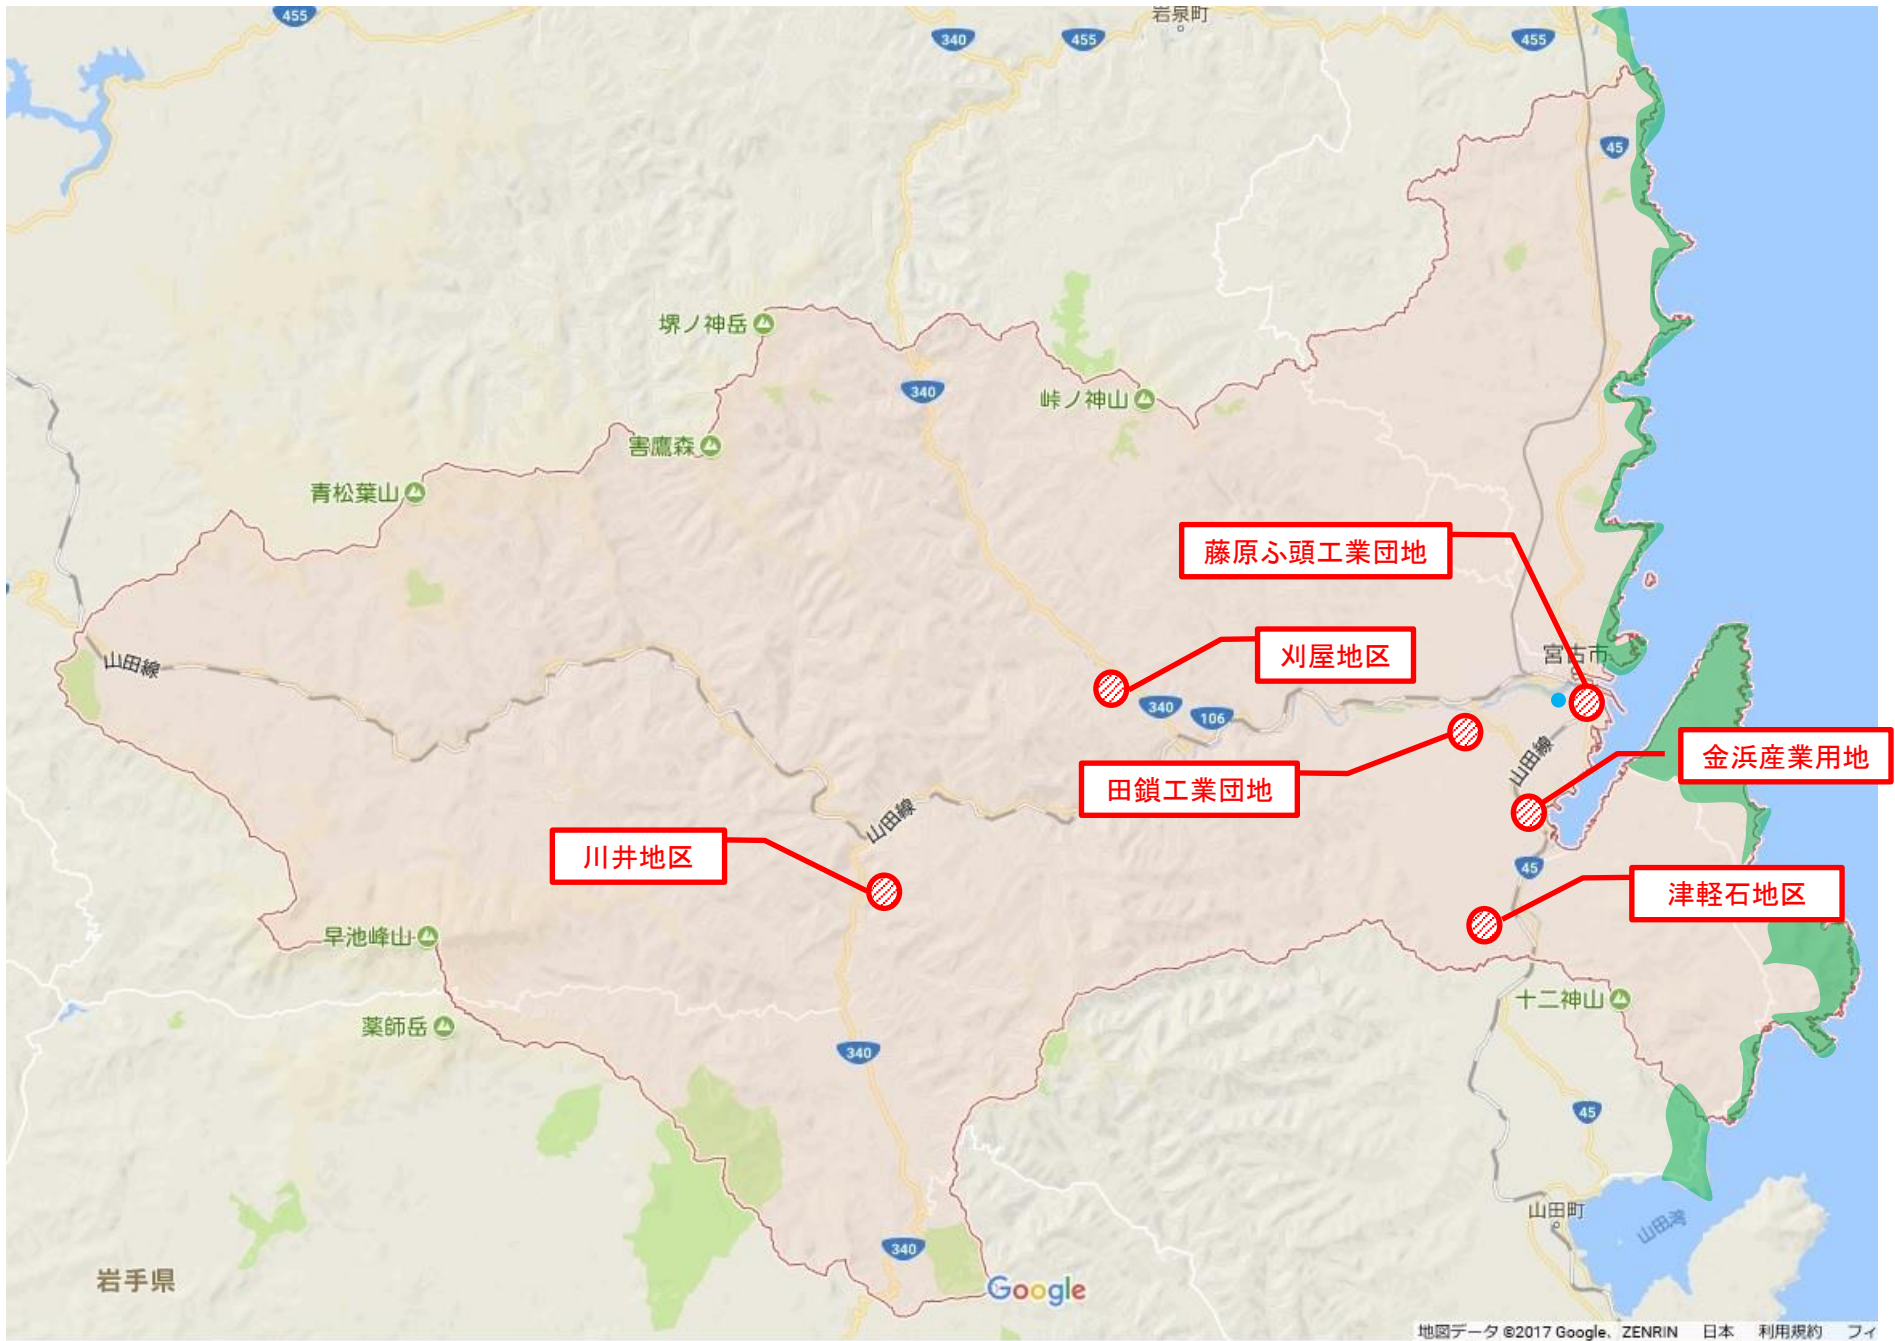 455
340
455
岩泉町
455
45
堺ノ神岳
340
峠ノ神山
害鷹森
青松葉山
藤原ふ頭工業団地
刈屋地区
宮古市
山田線
340
106
山田線
金浜産業用地
田鎖工業団地
山田線
川井地区
45
津軽石地区
早池峰山
十二神山
薬師岳
340
45
山田町
山田湾
340
岩手県
Google
地図データ ©2017 Google、ZENRIN 日本 利用規約 フィ